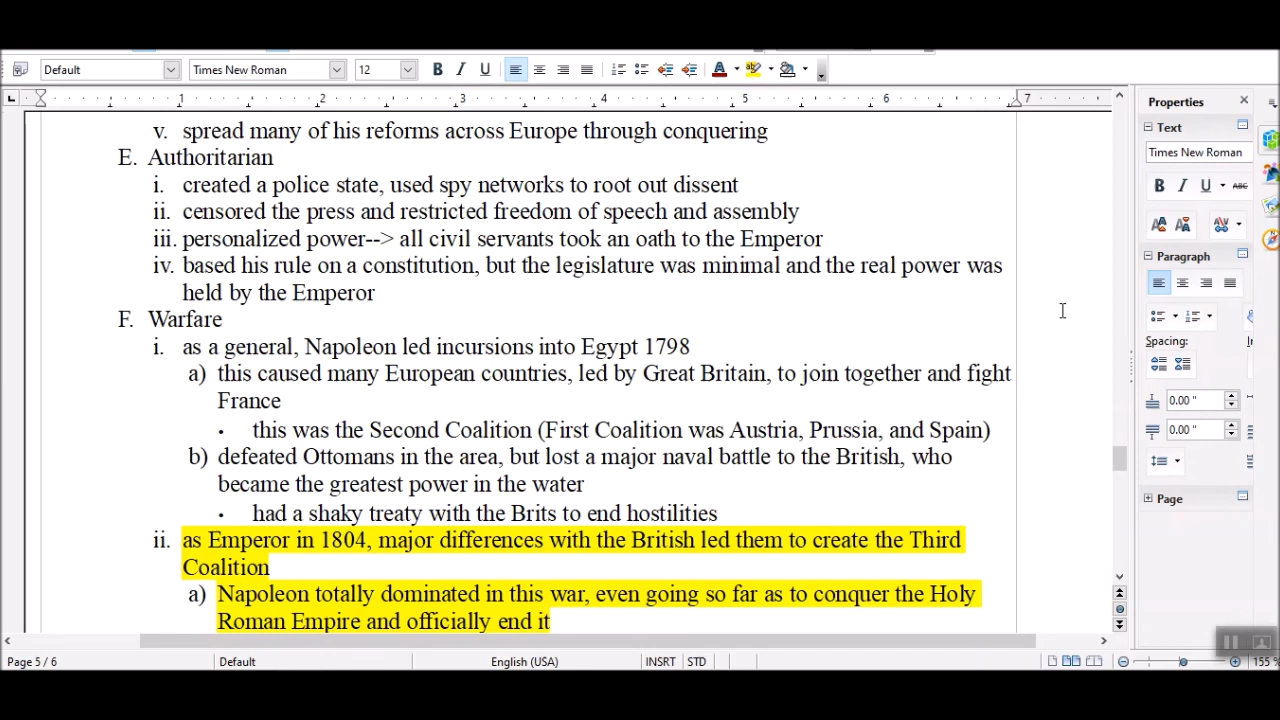 Default
Times New Roman
12
B I U
Properties
1 2 3 4 5 6 7
Text
v. spread many of his reforms across Europe through conquering
Times New Roman
E. Authoritarian
i. created a police state, used spy networks to root out dissent
B I U ABC
ii. censored the press and restricted freedom of speech and assembly
iii. personalized power--> all civil servants took an oath to the Emperor
iv. based his rule on a constitution, but the legislature was minimal and the real power was
held by the Emperor
Paragraph
F. Warfare
i. as a general, Napoleon led incursions into Egypt 1798
Spacing:
a) this caused many European countries, led by Great Britain, to join together and fight
France
0.00 "
• this was the Second Coalition (First Coalition was Austria, Prussia, and Spain)
0.00 "
b) defeated Ottomans in the area, but lost a major naval battle to the British, who
became the greatest power in the water
• had a shaky treaty with the Brits to end hostilities
Page
ii. as Emperor in 1804, major differences with the British led them to create the Third
Coalition
a) Napoleon totally dominated in this war, even going so far as to conquer the Holy
Roman Empire and officially end it
Page 5 / 6
Default
English (USA)
INSRT
STD
155 %